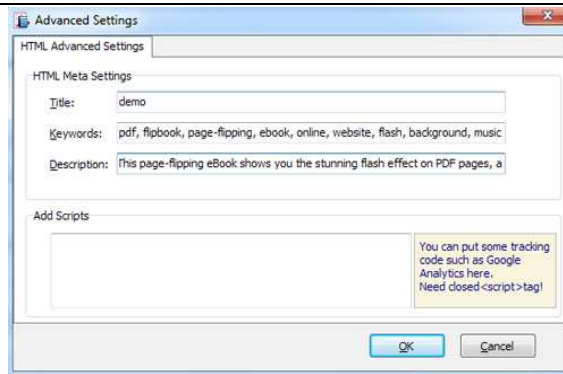 Advanced Settings
HTML Advanced Settings
HTML Meta Settings
Title: demo
Keywords: pdf, flipbook, page-flipping, ebook, online, website, flash, background, music
Description: This page-flipping eBook shows you the stunning flash effect on PDF pages, a
Add Scripts
You can put some tracking
code such as Google
Analytics here.
Need closed<script>tag!
OK Cancel